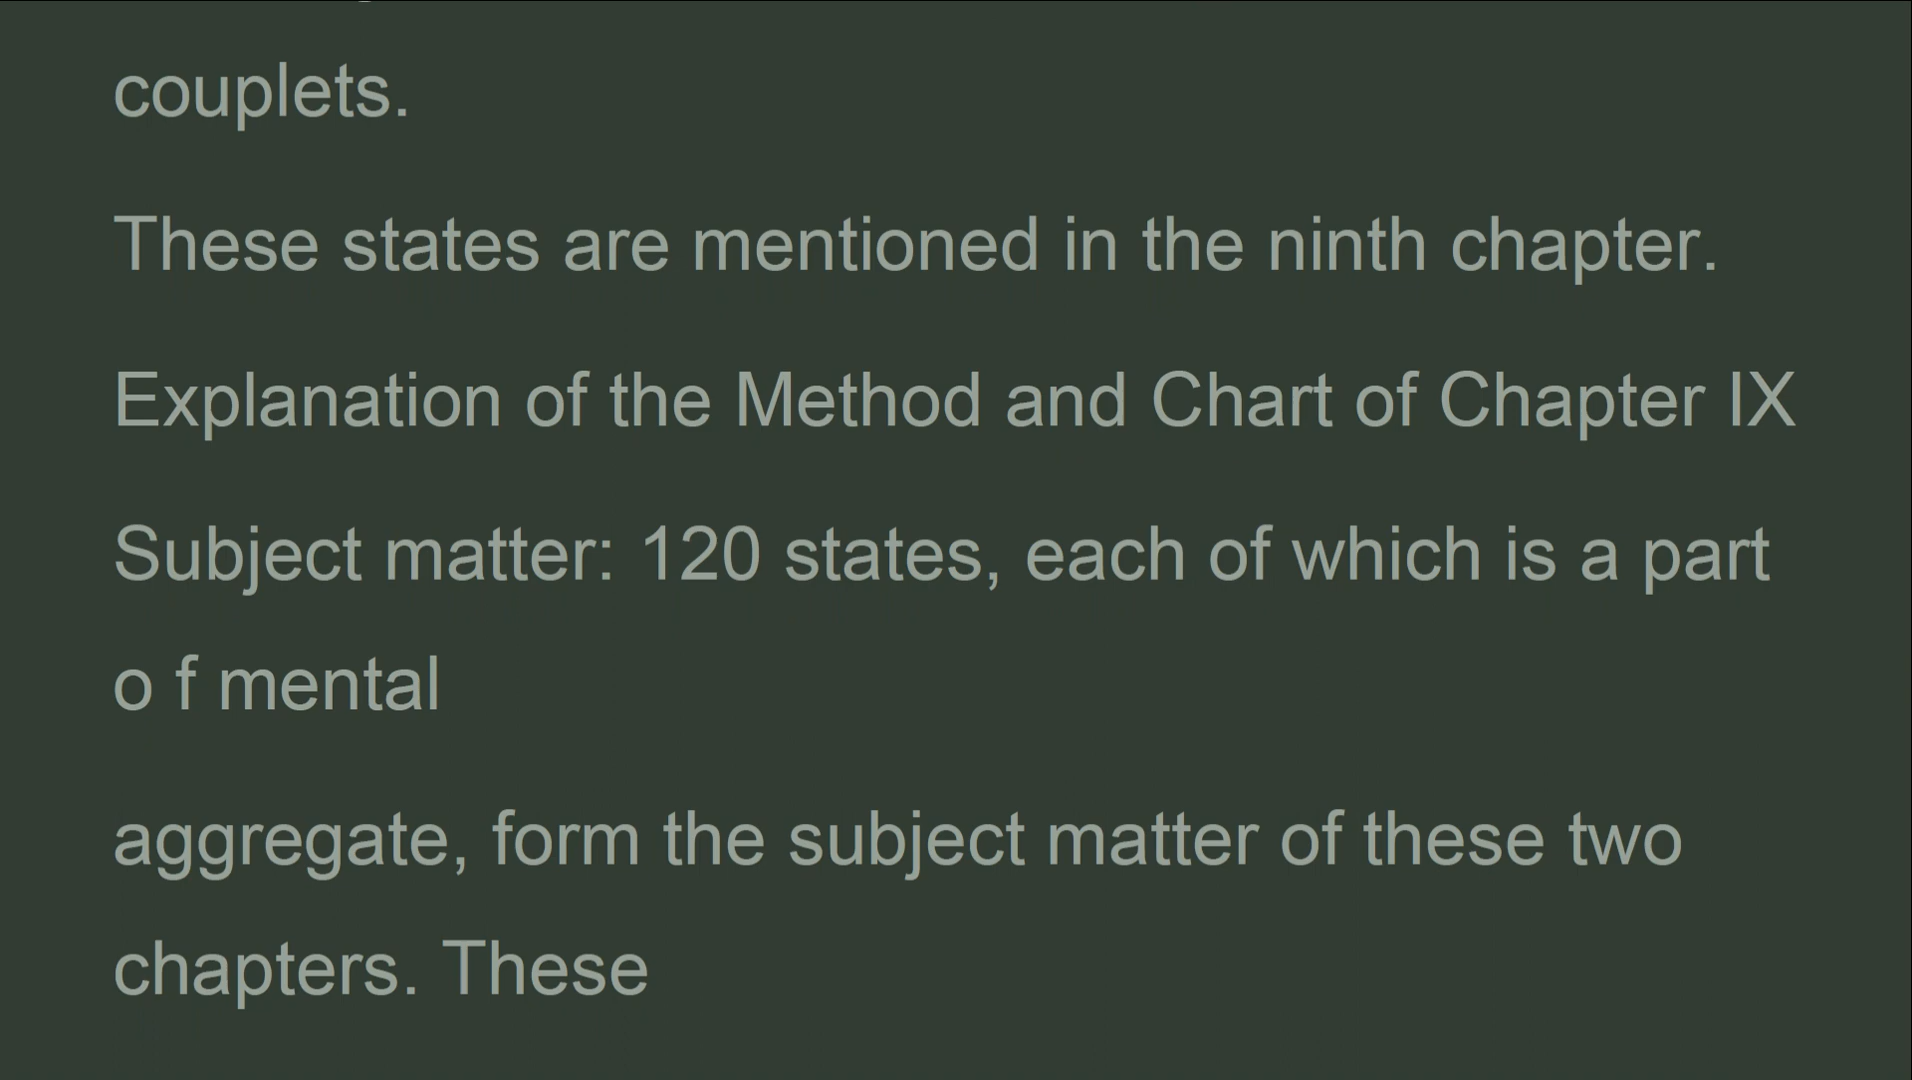 couplets.
These states are mentioned in the ninth chapter.
Explanation of the Method and Chart of Chapter IX
Subject matter: 120 states, each of which is a part
o f mental
aggregate, form the subject matter of these two
chapters. These